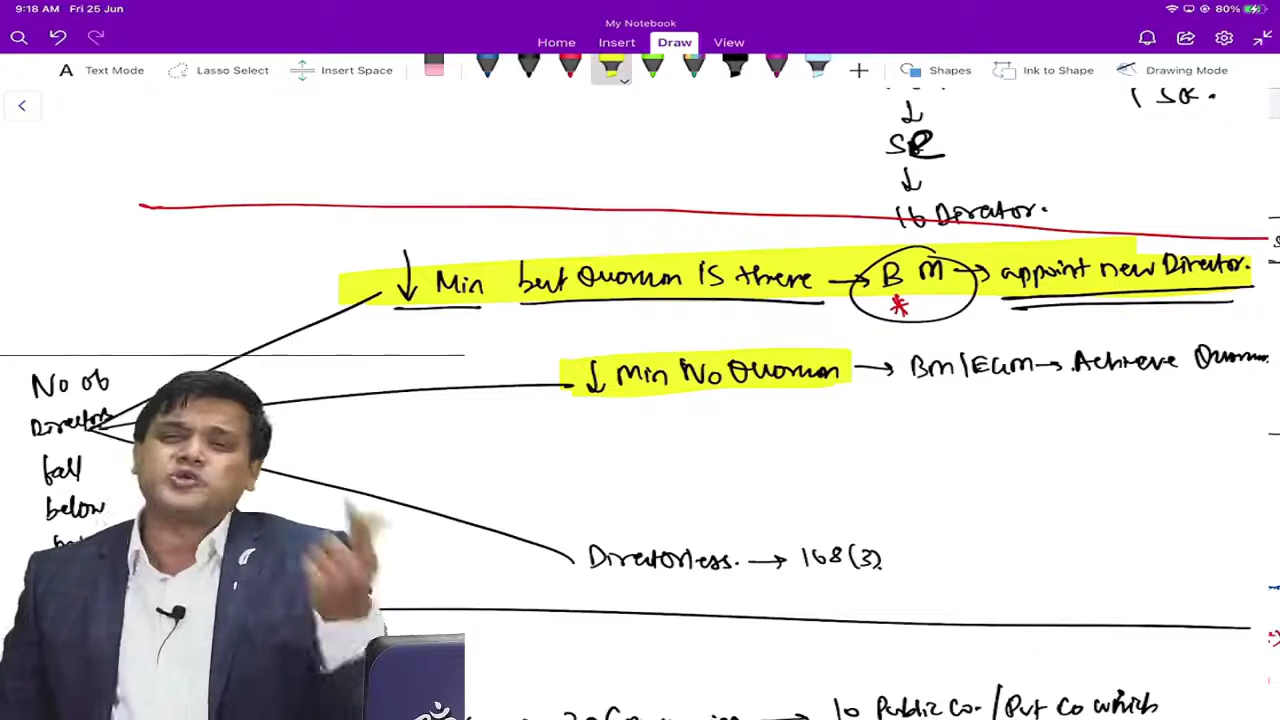 9:18 AM Fri 25 Jun
80%
My Notebook
Home Insert Draw View
Text Mode Lasso Select Insert Space Shapes Ink to Shape Drawing Mode
16 Director.
↓ Min but Quorum is there → B M → appoint new Director.
*
↓ Min No Quorum → BM/EGM → Achieve Quorum
No of
Directors
fall
below
Directorless. → 168(3).
10 Public Co. / Pvt Co which